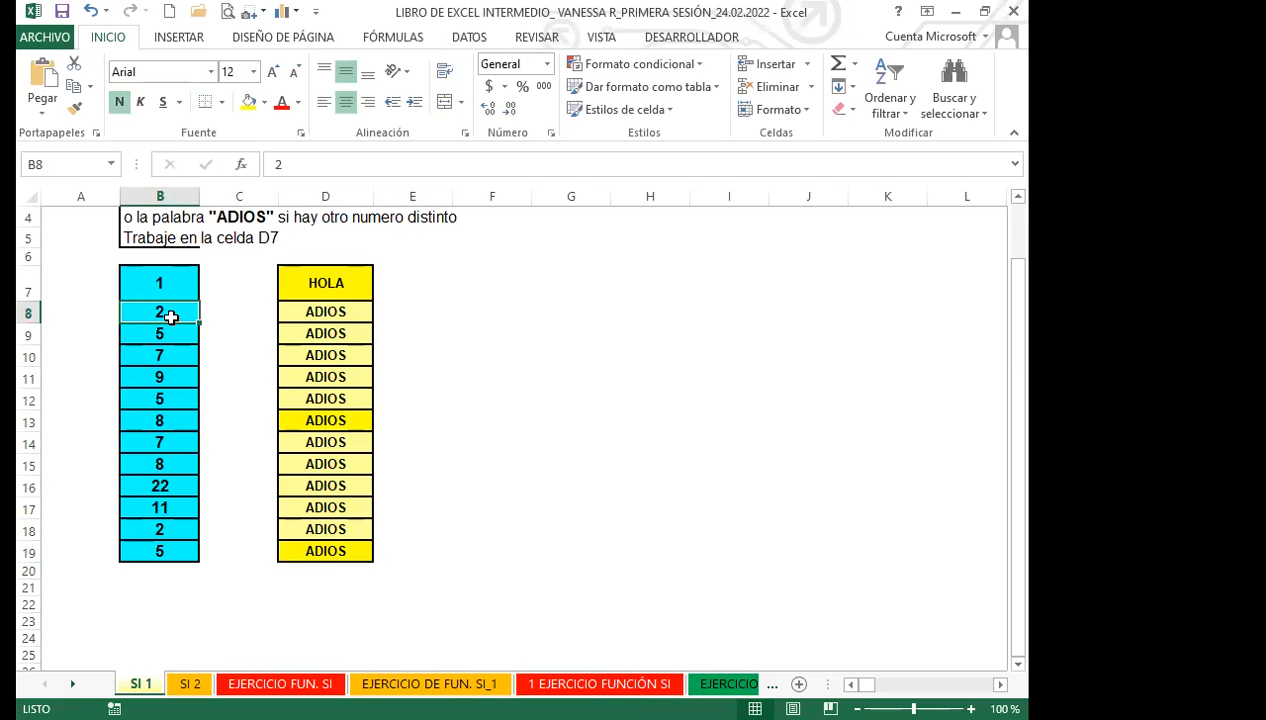 LIBRO DE EXCEL INTERMEDIO_ VANESSA R_PRIMERA SESIÓN_24.02.2022 - Excel
ARCHIVO INICIO INSERTAR DISEÑO DE PÁGINA FÓRMULAS DATOS REVISAR VISTA DESARROLLADOR Cuenta Microsoft
Pegar
Arial 12
N K S
General
$ % 000
Formato condicional
Dar formato como tabla
Estilos de celda
Insertar
Eliminar
Formato
Ordenar y filtrar
Buscar y seleccionar
Portapapeles Fuente Alineación Número Estilos Celdas Modificar
B8 fx 2
A B C D E F G H I J K L
4 o la palabra "ADIOS" si hay otro numero distinto
5 Trabaje en la celda D7
6
7 1 HOLA
8 2 ADIOS
9 5 ADIOS
10 7 ADIOS
11 9 ADIOS
12 5 ADIOS
13 8 ADIOS
14 7 ADIOS
15 8 ADIOS
16 22 ADIOS
17 11 ADIOS
18 2 ADIOS
19 5 ADIOS
20
21
22
23
24
25
SI 1 SI 2 EJERCICIO FUN. SI EJERCICIO DE FUN. SI_1 1 EJERCICIO FUNCIÓN SI EJERCICIO ...
LISTO 100 %